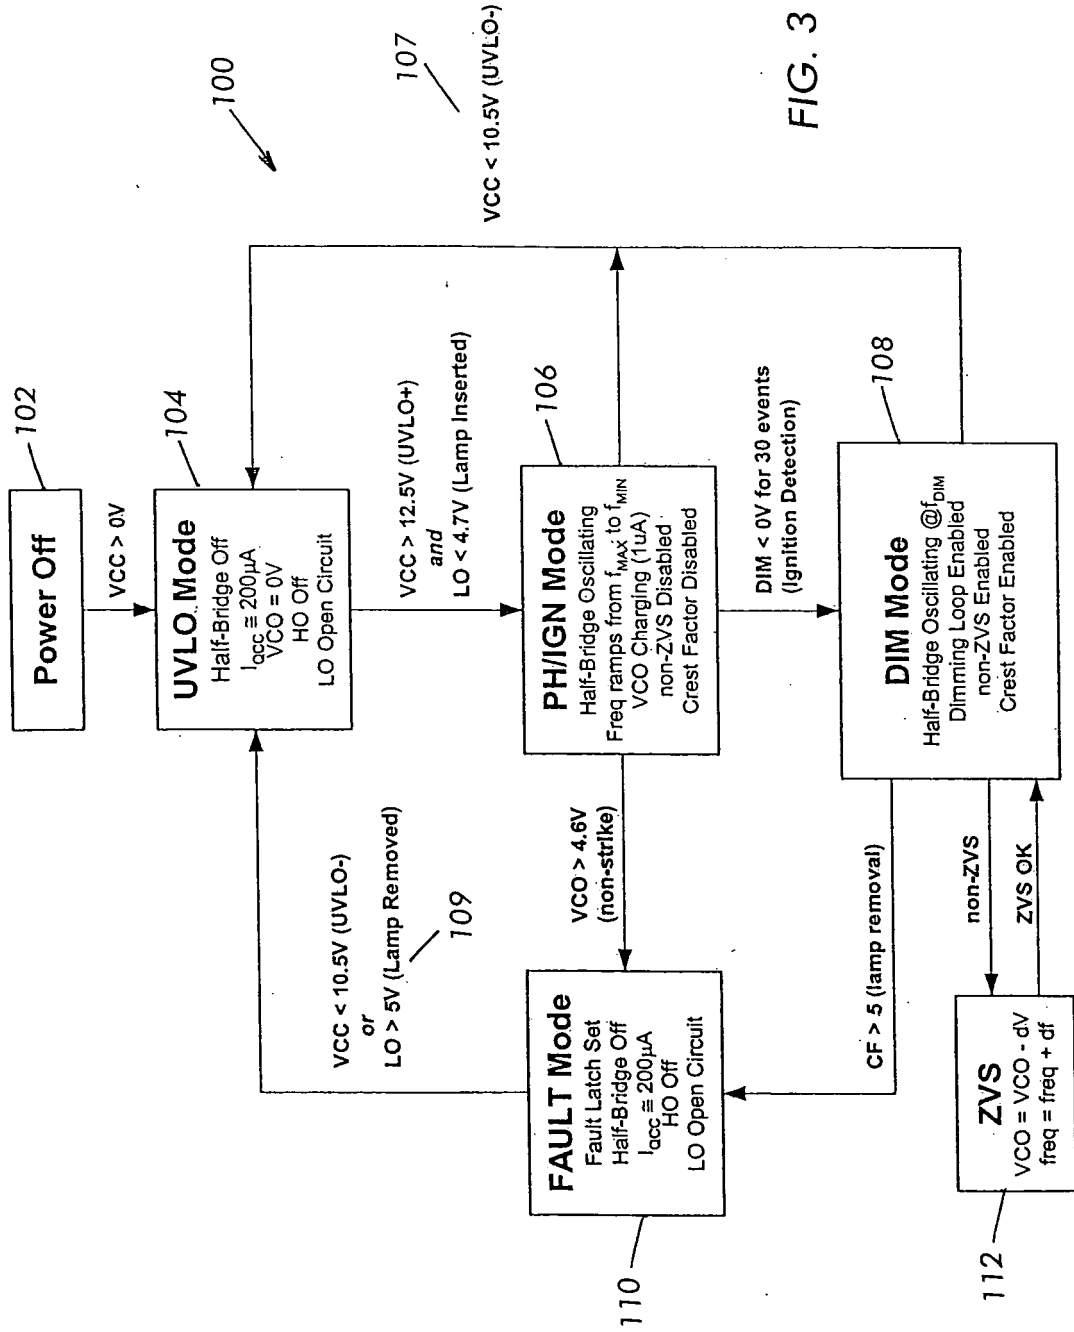 100
102
Power Off
VCC > 0V
104
UVLO Mode
Half-Bridge Off
IQCC ≅ 200µA
VCO = 0V
HO Off
LO Open Circuit
VCC < 10.5V (UVLO-)
or
LO > 5V (Lamp Removed)
109
VCC > 12.5V (UVLO+)
and
LO < 4.7V (Lamp Inserted)
VCC < 10.5V (UVLO-)
107
FAULT Mode
Fault Latch Set
Half-Bridge Off
IQCC ≅ 200µA
HO Off
LO Open Circuit
110
VCO > 4.6V
(non-strike)
106
PH/IGN Mode
Half-Bridge Oscillating
Freq ramps from fMAX to fMIN
VCO Charging (1uA)
non-ZVS Disabled
Crest Factor Disabled
CF > 5 (lamp removal)
DIM < 0V for 30 events
(Ignition Detection)
112
ZVS
VCO = VCO - dV
freq = freq + df
non-ZVS
ZVS OK
108
DIM Mode
Half-Bridge Oscillating @fDIM
Dimming Loop Enabled
non-ZVS Enabled
Crest Factor Enabled
FIG. 3